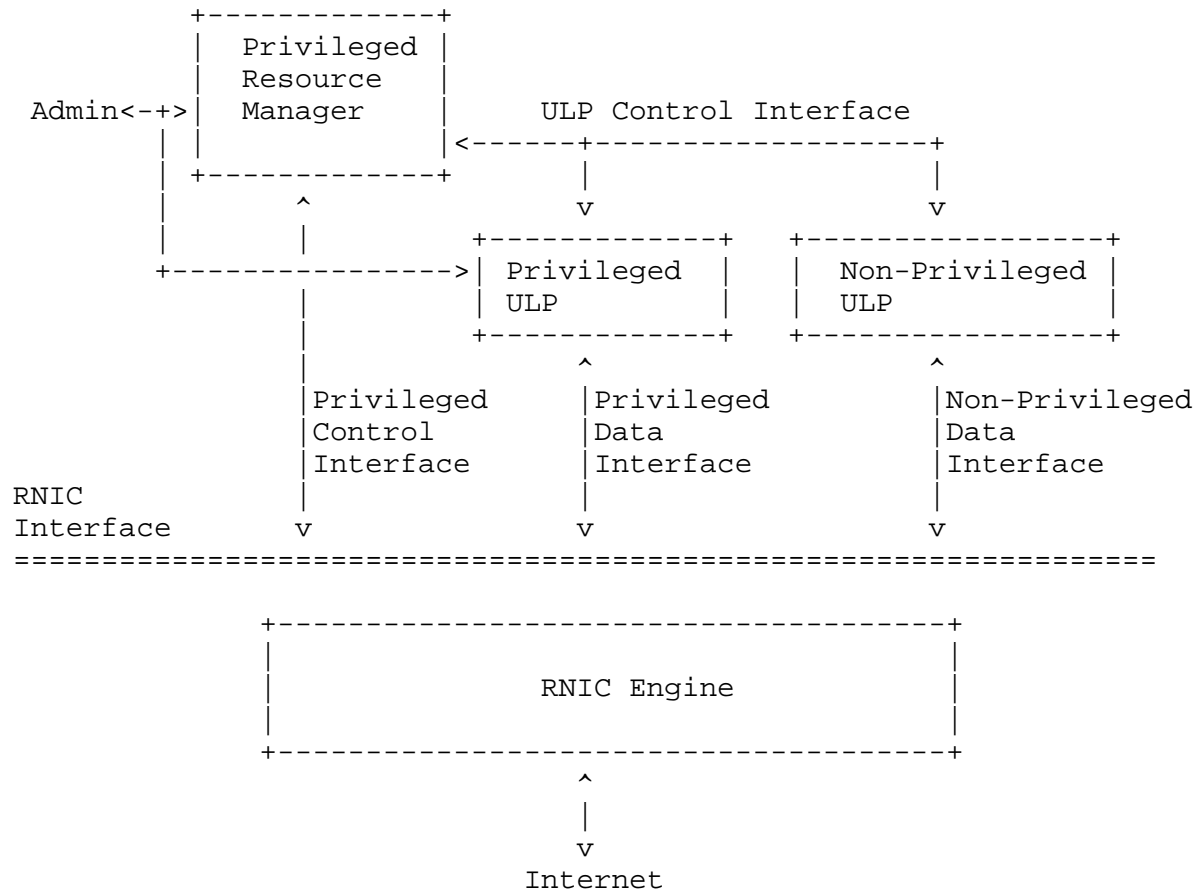 Privileged
Resource
Admin Manager ULP Control Interface
Privileged Non-Privileged
ULP ULP
Privileged Privileged Non-Privileged
Control Data Data
Interface Interface Interface
RNIC
Interface
RNIC Engine
Internet